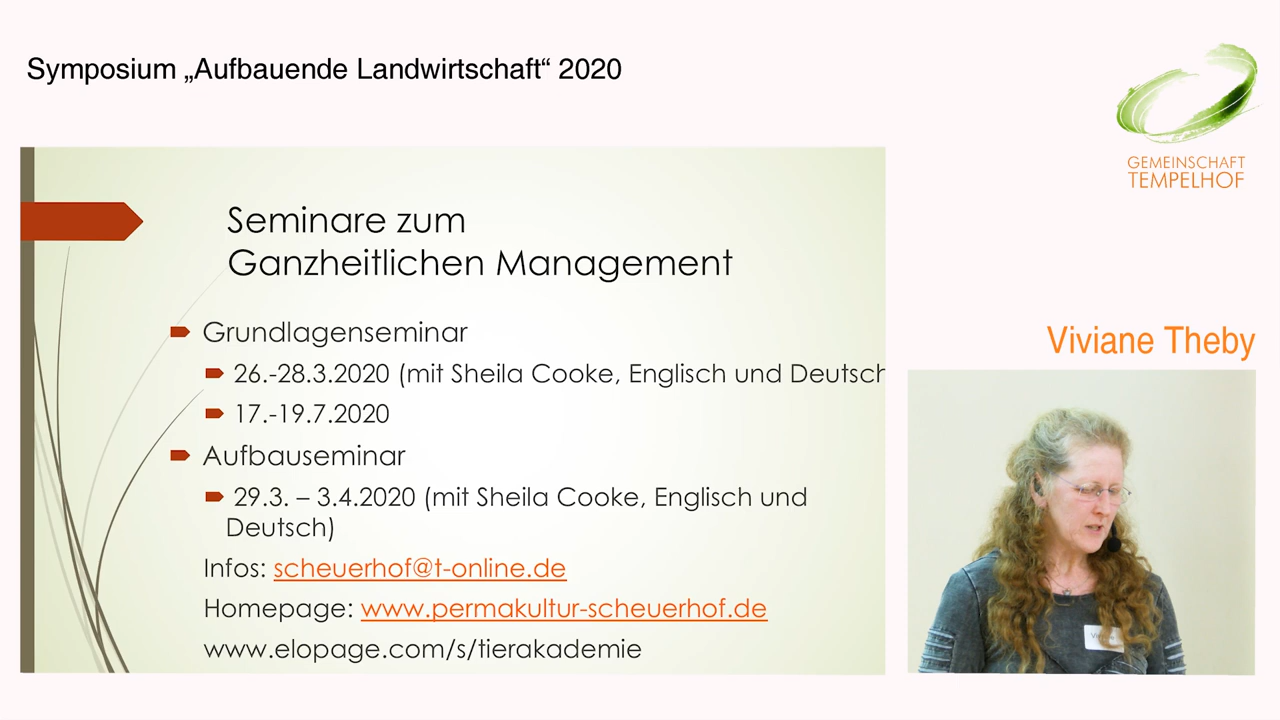 Symposium „Aufbauende Landwirtschaft“ 2020
GEMEINSCHAFT
TEMPELHOF
Seminare zum
Ganzheitlichen Management
Grundlagenseminar
26.-28.3.2020 (mit Sheila Cooke, Englisch und Deutsch
17.-19.7.2020
Aufbauseminar
29.3. – 3.4.2020 (mit Sheila Cooke, Englisch und
Deutsch)
Infos: scheuerhof@t-online.de
Homepage: www.permakultur-scheuerhof.de
www.elopage.com/s/tierakademie
Viviane Theby